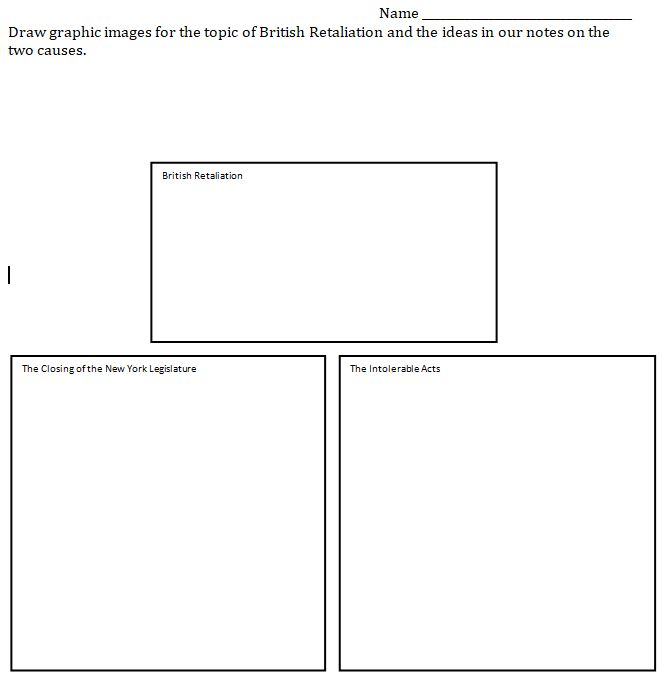 Name ______________________________
Draw graphic images for the topic of British Retaliation and the ideas in our notes on the
two causes.
British Retaliation
The Closing of the New York Legislature
The Intolerable Acts